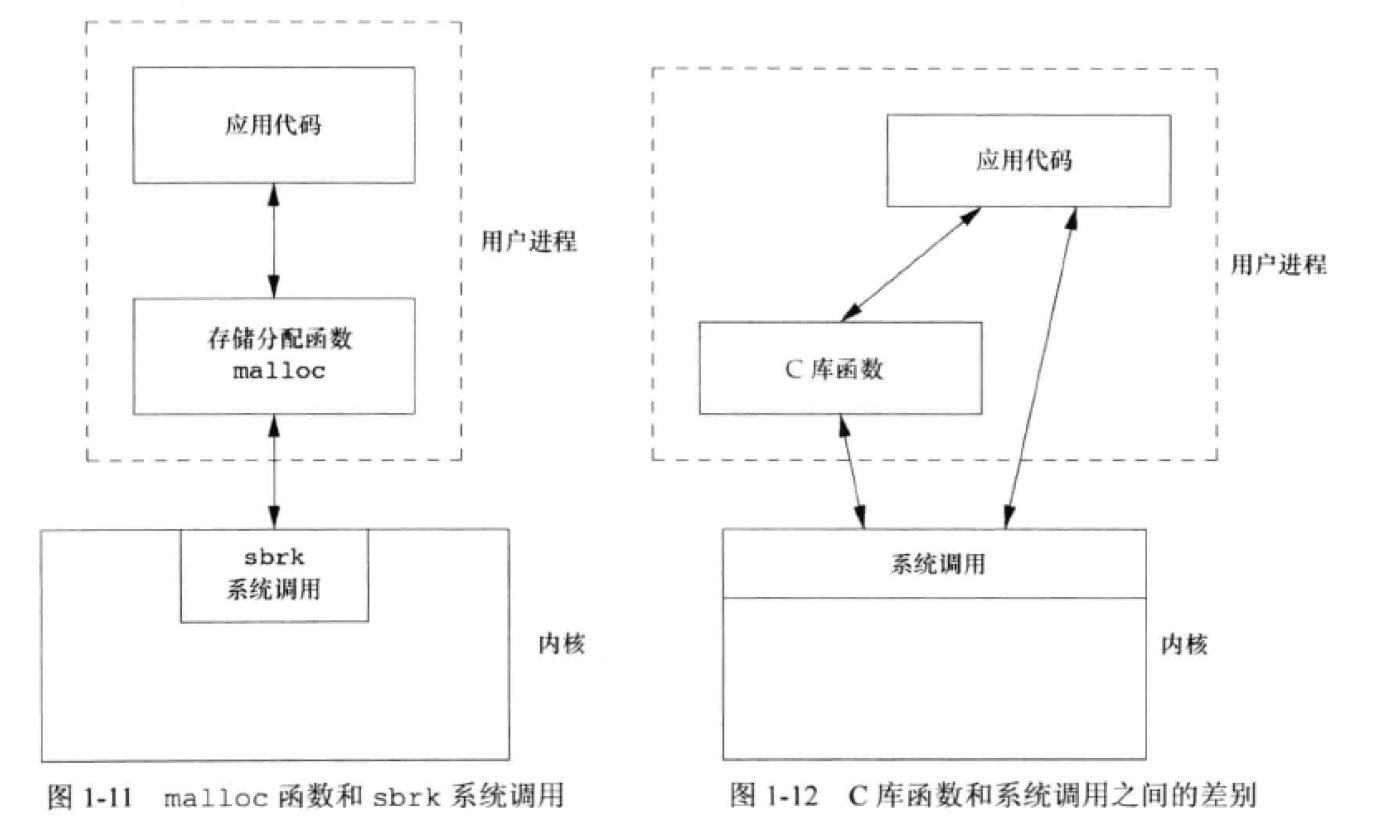 应用代码
用户进程
存储分配函数
malloc
sbrk
系统调用
内核
图 1-11 malloc 函数和 sbrk 系统调用
应用代码
用户进程
C 库函数
系统调用
内核
图 1-12 C 库函数和系统调用之间的差别